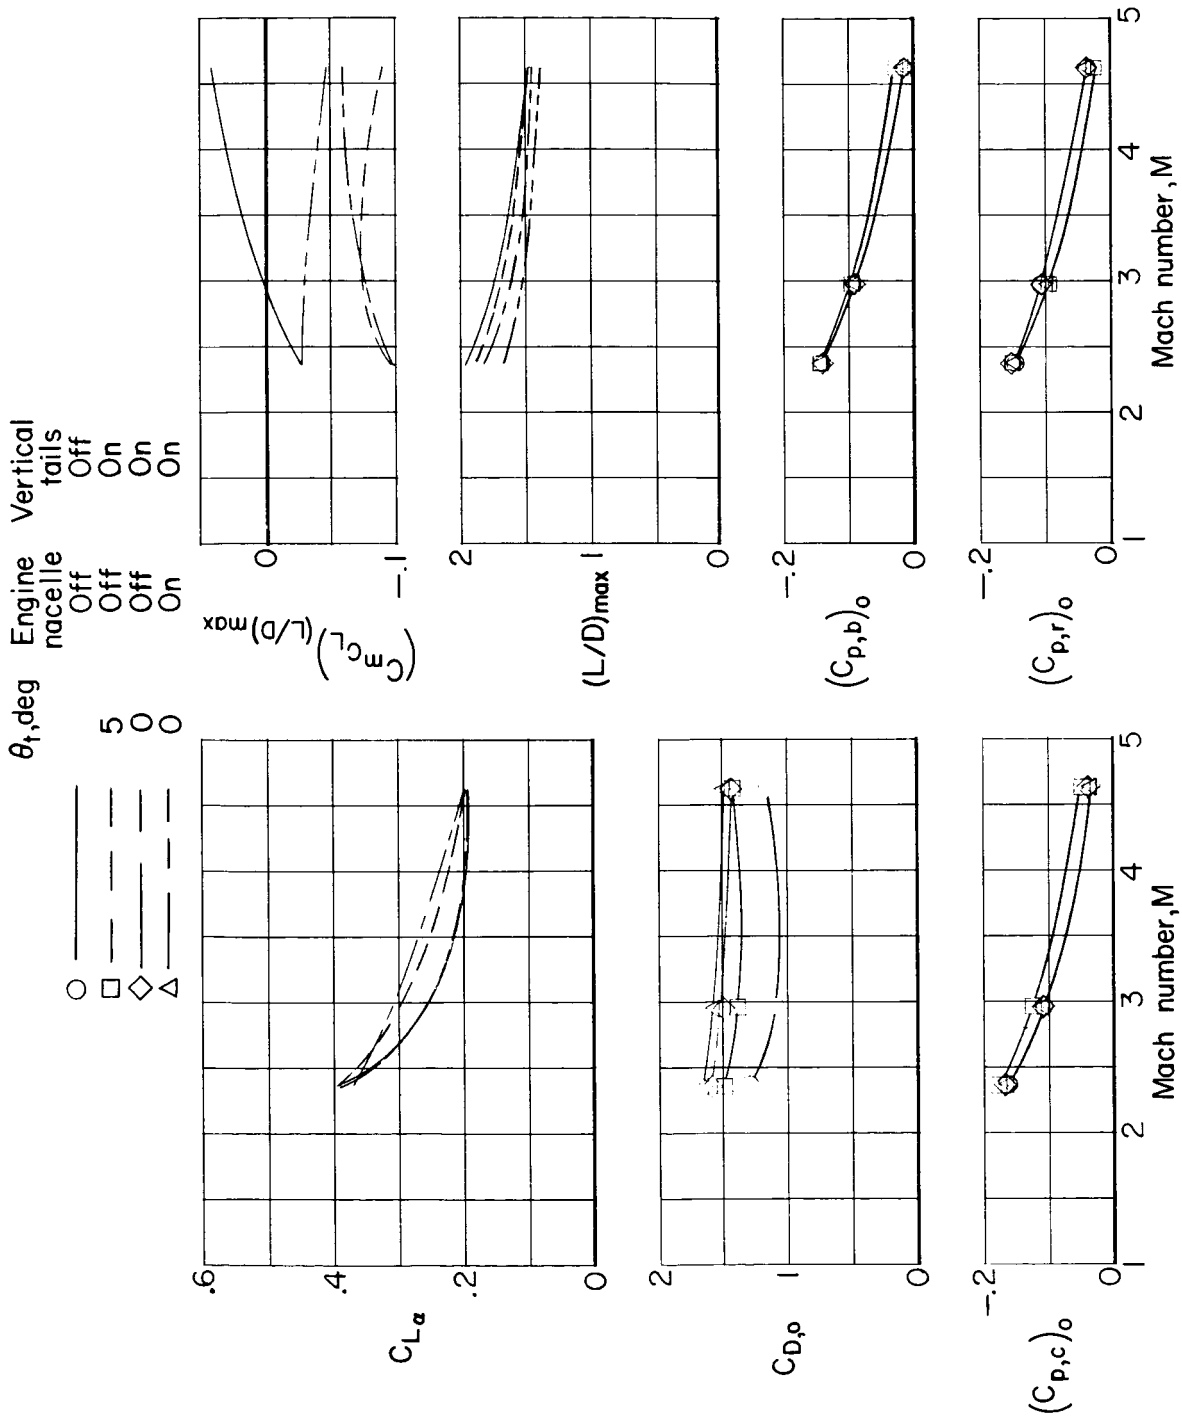 θt,deg Engine nacelle Vertical tails
Off Off
5 Off On
0 Off On
0 On On
.6
.4
.2
0
CLα
.2
.1
0
CD,o
-.2
0
(Cp,c)o
1 2 3 4 5
Mach number, M
0
-.1
(CmCL)(L/D)max
2
1
0
(L/D)max
-.2
0
(Cp,b)o
-.2
0
(Cp,r)o
1 2 3 4 5
Mach number, M